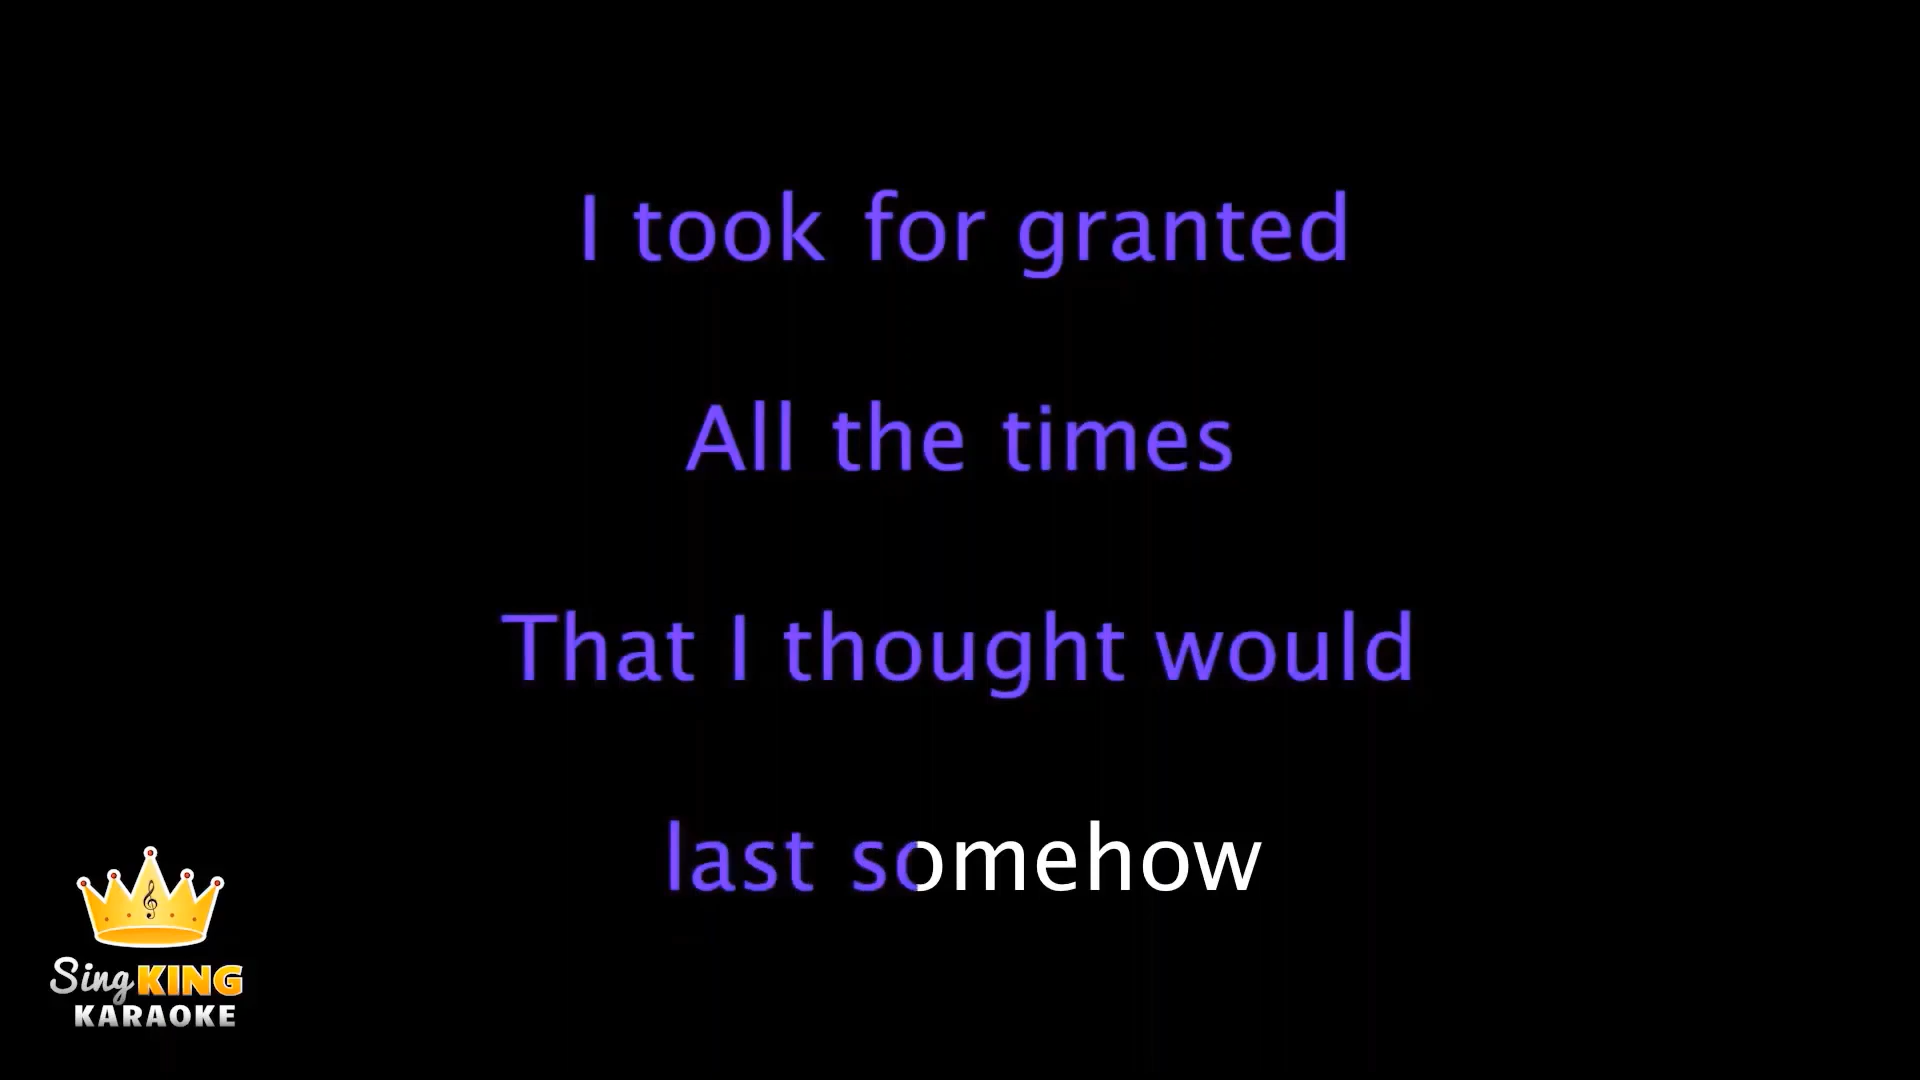 I took for granted
All the times
That I thought would
last somehow
Sing KING
KARAOKE